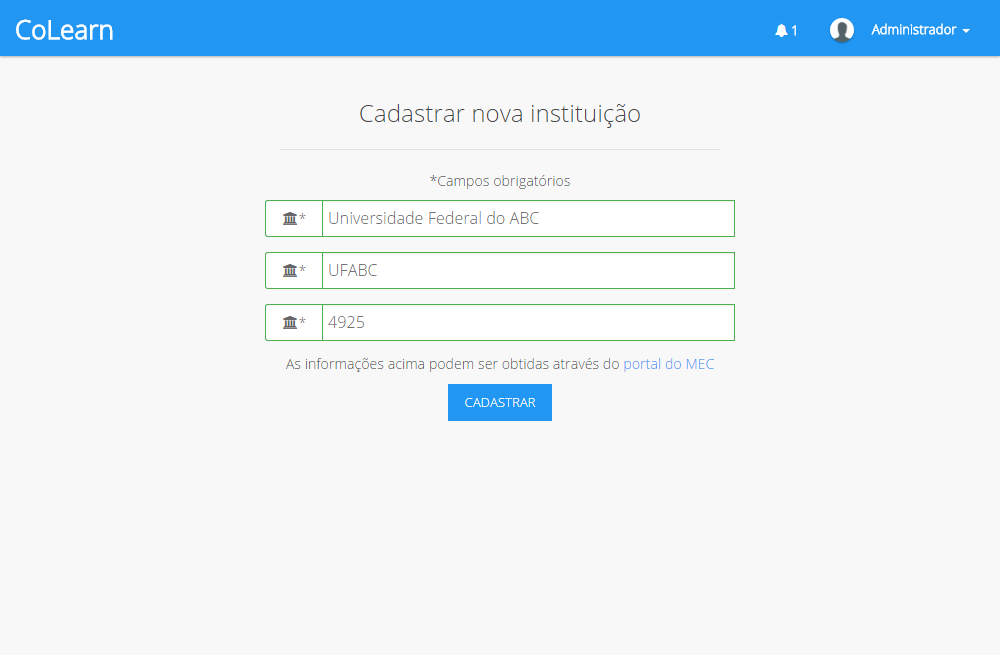 CoLearn
1
Administrador
Cadastrar nova instituição
*Campos obrigatórios
* Universidade Federal do ABC
* UFABC
* 4925
As informações acima podem ser obtidas através do portal do MEC
CADASTRAR